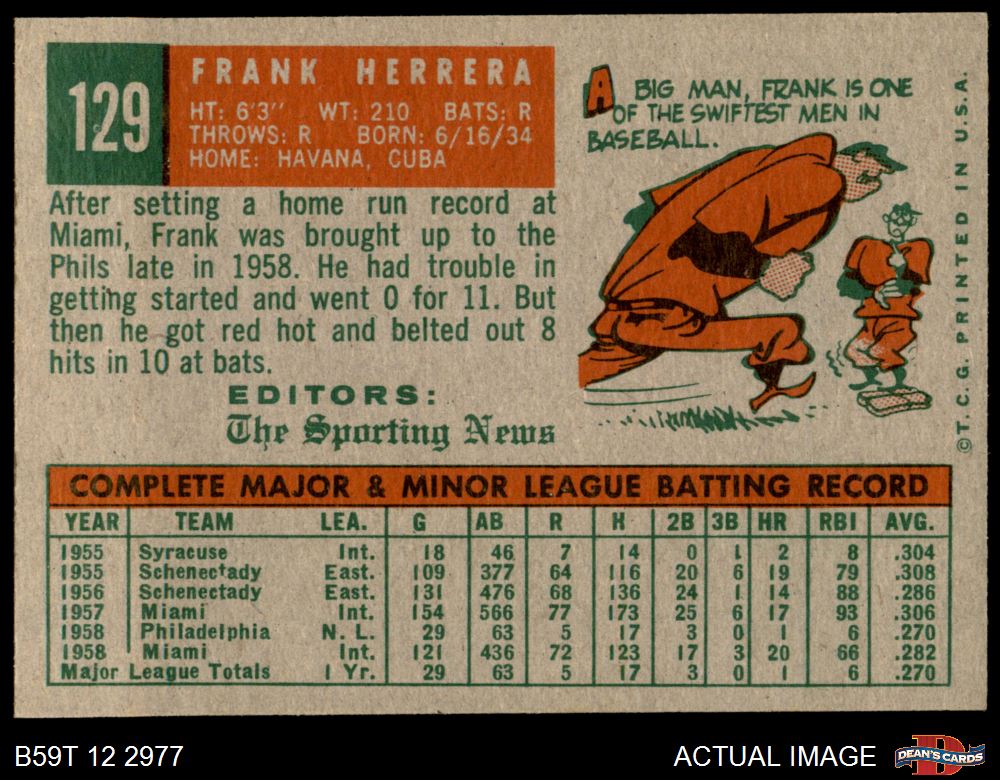 129
FRANK HERRERA
HT: 6'3" WT: 210 BATS: R
THROWS: R BORN: 6/16/34
HOME: HAVANA, CUBA
After setting a home run record at
Miami, Frank was brought up to the
Phils late in 1958. He had trouble in
getting started and went 0 for 11. But
then he got red hot and belted out 8
hits in 10 at bats.
EDITORS:
The Sporting News
A BIG MAN, FRANK IS ONE
OF THE SWIFTEST MEN IN
BASEBALL.
©T.C.G. PRINTED IN U.S.A.
COMPLETE MAJOR & MINOR LEAGUE BATTING RECORD
YEAR TEAM LEA. G AB R H 2B 3B HR RBI AVG.
1955 Syracuse Int. 18 46 7 14 0 1 2 8 .304
1955 Schenectady East. 109 377 64 116 20 6 19 79 .308
1956 Schenectady East. 131 476 68 136 24 1 14 88 .286
1957 Miami Int. 154 566 77 173 25 6 17 93 .306
1958 Philadelphia N. L. 29 63 5 17 3 0 1 6 .270
1958 Miami Int. 121 436 72 123 17 3 20 66 .282
Major League Totals 1 Yr. 29 63 5 17 3 0 1 6 .270
B59T 12 2977
ACTUAL IMAGE
DEAN'S CARDS